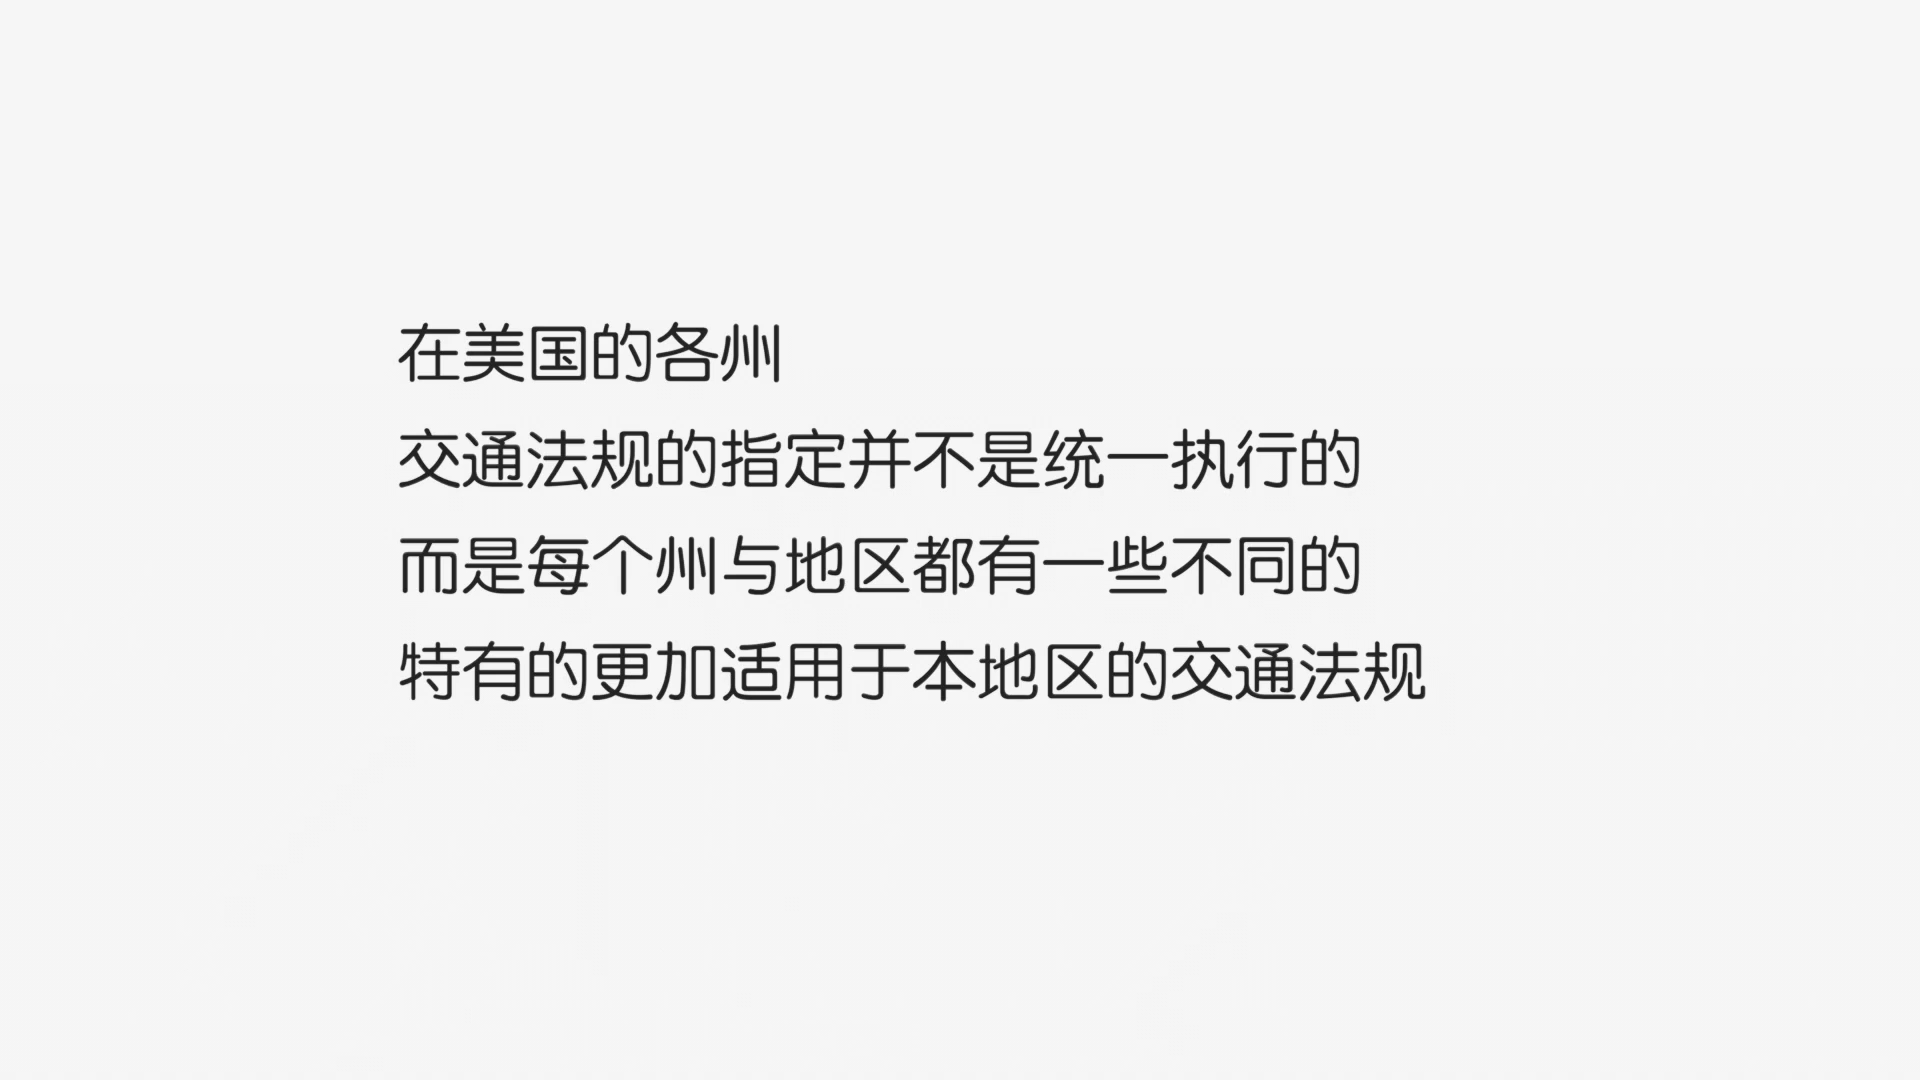 在美国的各州
交通法规的指定并不是统一执行的
而是每个州与地区都有一些不同的
特有的更加适用于本地区的交通法规